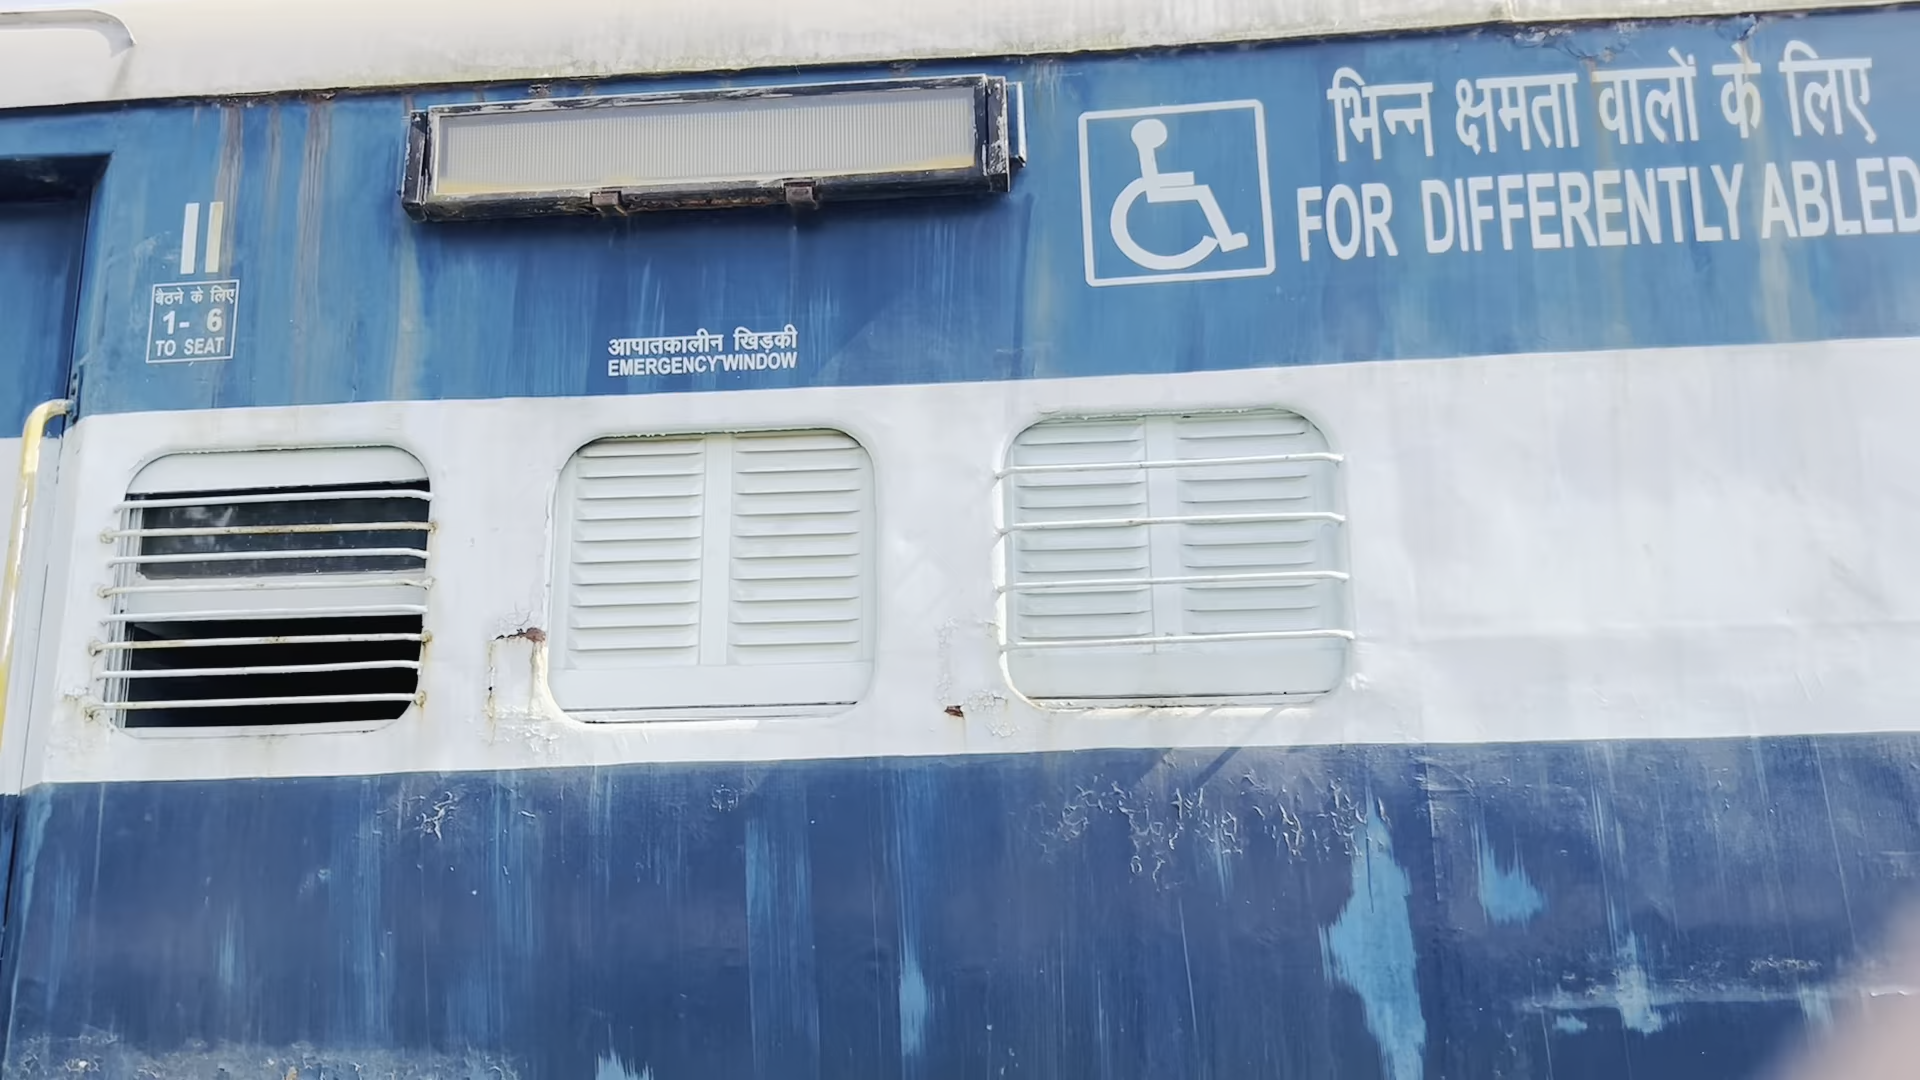 भिन्न क्षमता वालों के लिए
FOR DIFFERENTLY ABLED
II
बैठने के लिए
1- 6
TO SEAT
आपातकालीन खिड़की
EMERGENCY WINDOW